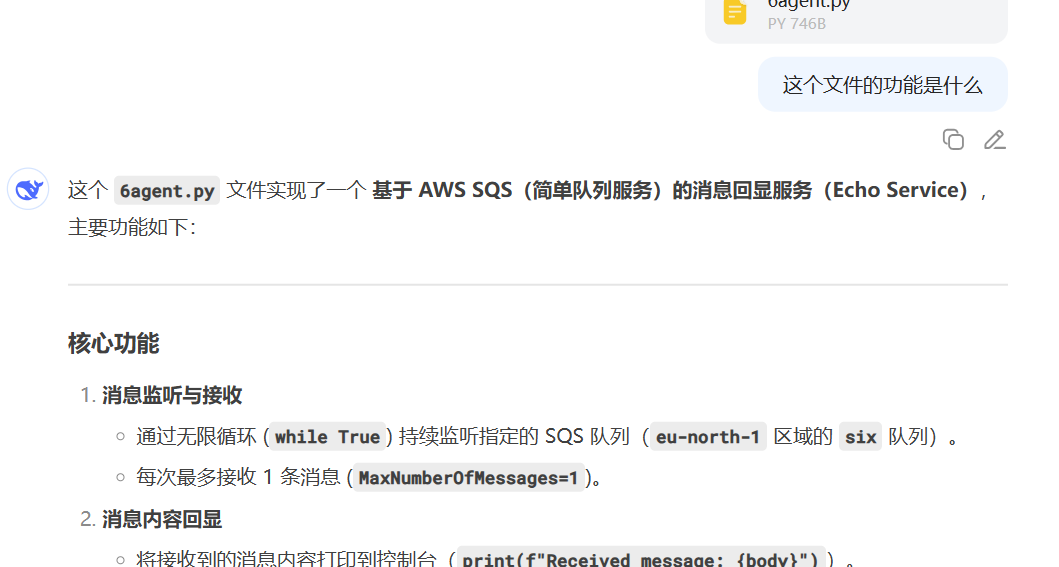 6agent.py
PY 746B
这个文件的功能是什么
这个 6agent.py 文件实现了一个 基于 AWS SQS（简单队列服务）的消息回显服务（Echo Service），
主要功能如下：
核心功能
1. 消息监听与接收
通过无限循环 (while True) 持续监听指定的 SQS 队列（eu-north-1 区域的 six 队列）。
每次最多接收 1 条消息 (MaxNumberOfMessages=1)。
2. 消息内容回显
将接收到的消息内容打印到控制台（print(f"Received message: {body}")）。